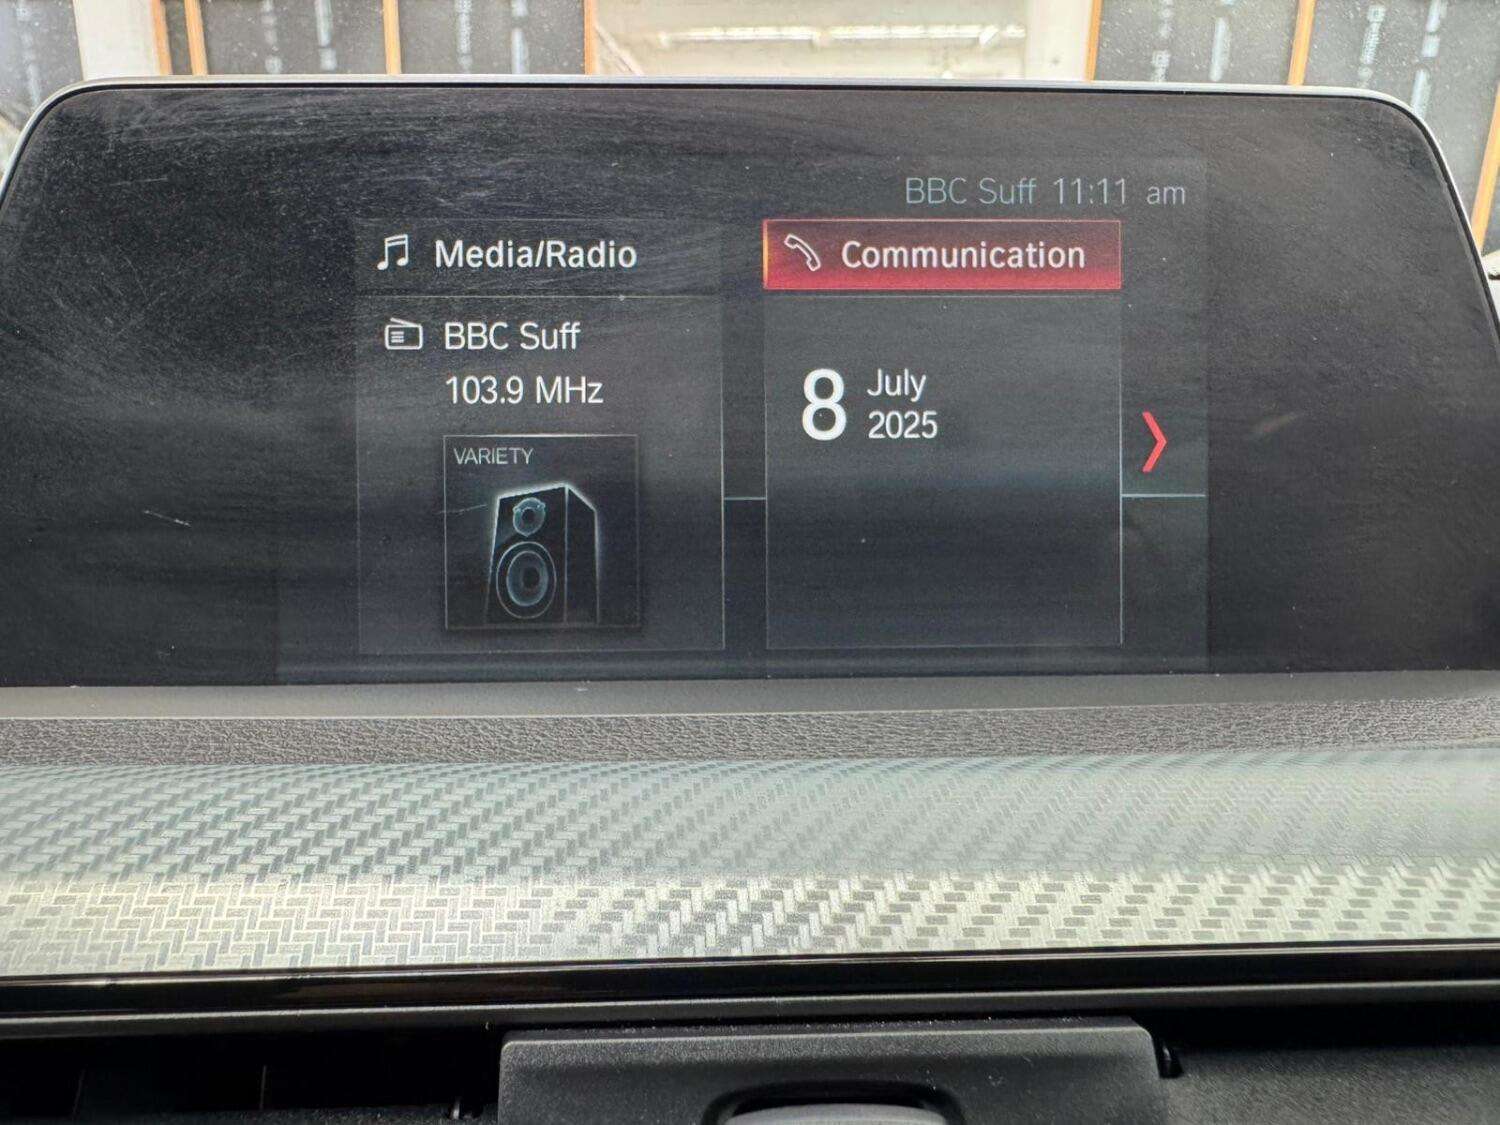 BBC Suff 11:11 am
Media/Radio
Communication
BBC Suff
103.9 MHz
VARIETY
8
July
2025